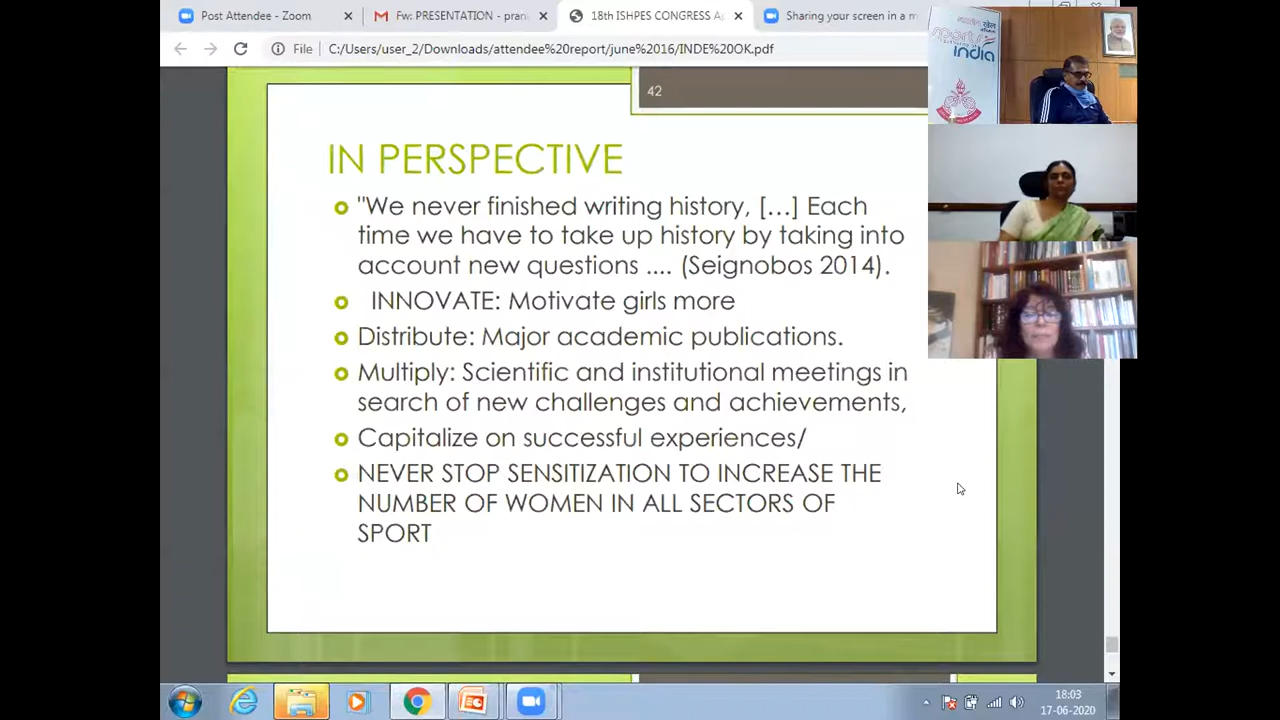 Post Attendee - Zoom
Fw: PRESENTATION - pran
18th ISHPES CONGRESS A
Sharing your screen in a m
File
C:/Users/user_2/Downloads/attendee%20report/june%2016/INDE%20OK.pdf
42
IN PERSPECTIVE
"We never finished writing history, […] Each
time we have to take up history by taking into
account new questions .... (Seignobos 2014).
INNOVATE: Motivate girls more
Distribute: Major academic publications.
Multiply: Scientific and institutional meetings in
search of new challenges and achievements,
Capitalize on successful experiences/
NEVER STOP SENSITIZATION TO INCREASE THE
NUMBER OF WOMEN IN ALL SECTORS OF
SPORT
india
18:03
17-06-2020